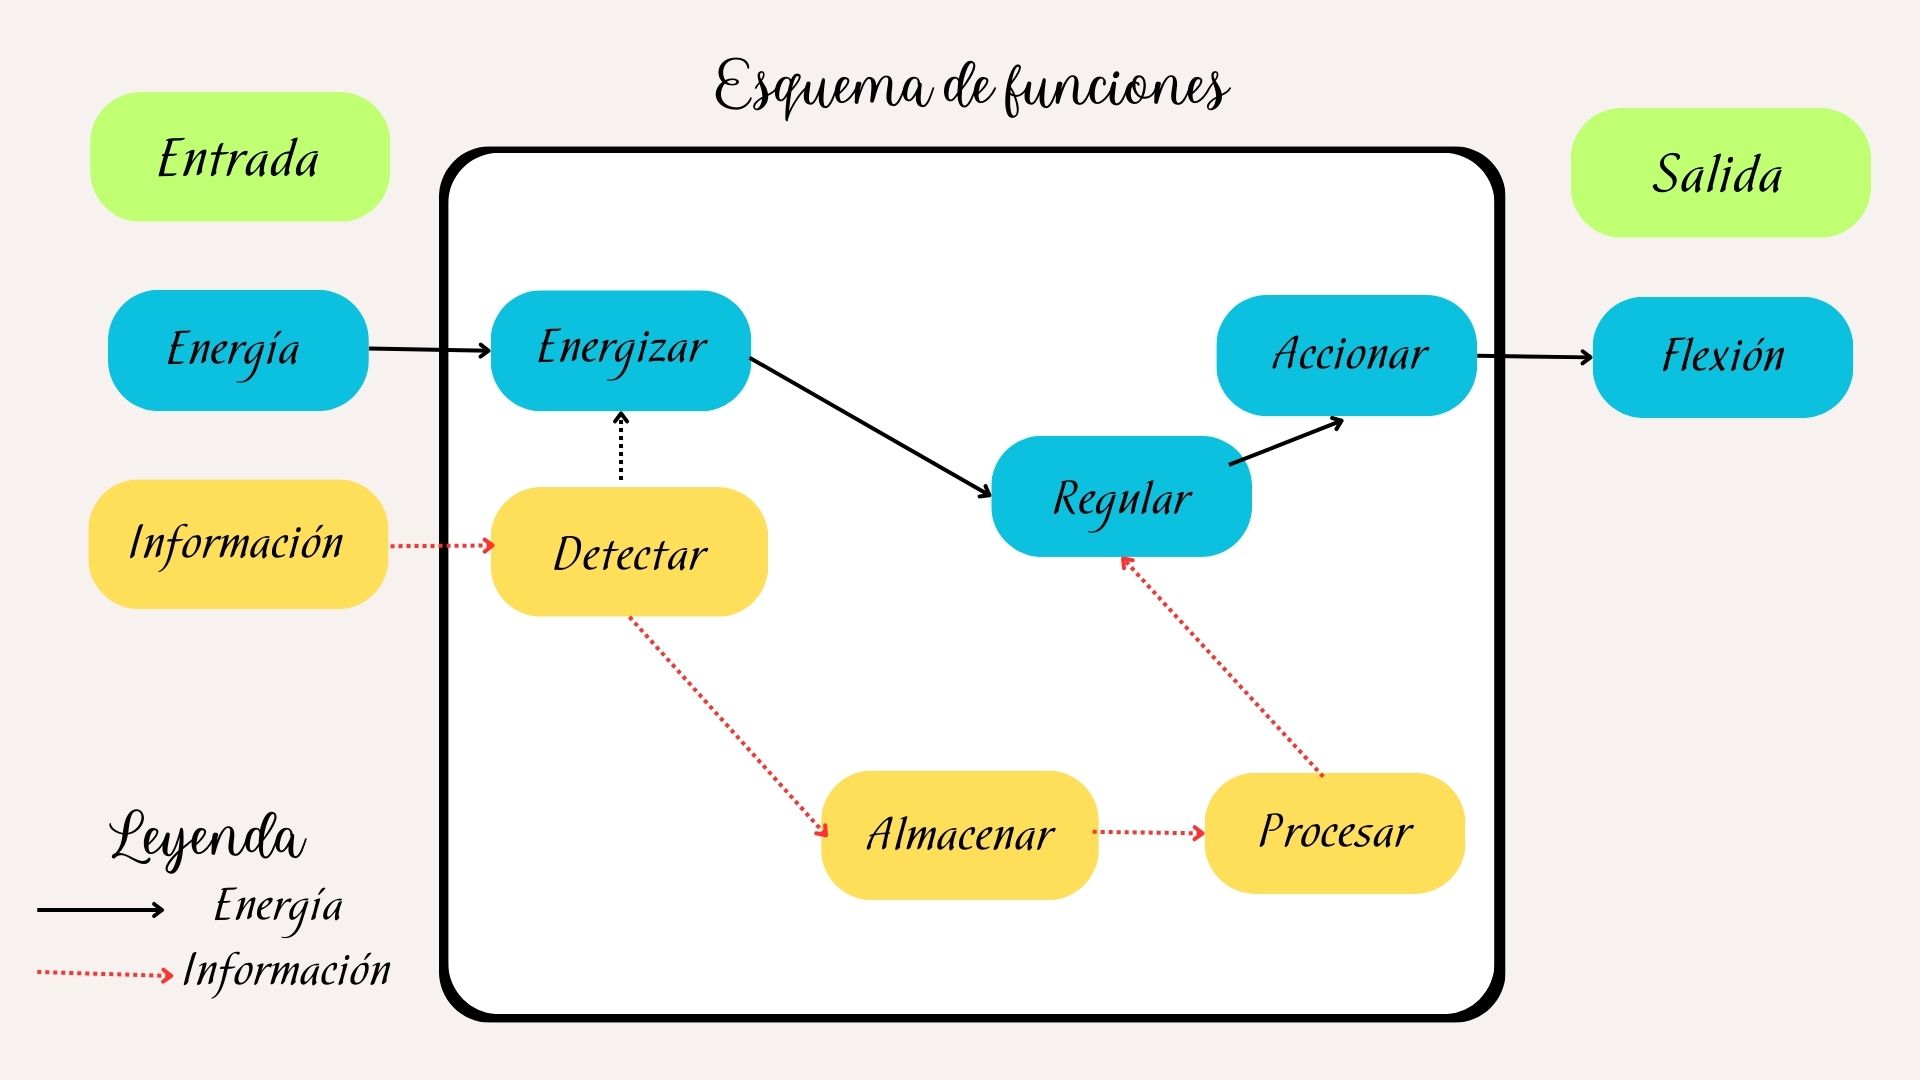 Esquema de funciones
Entrada
Salida
Energía
Energizar
Accionar
Flexión
Regular
Información
Detectar
Almacenar
Procesar
Leyenda
Energía
Información